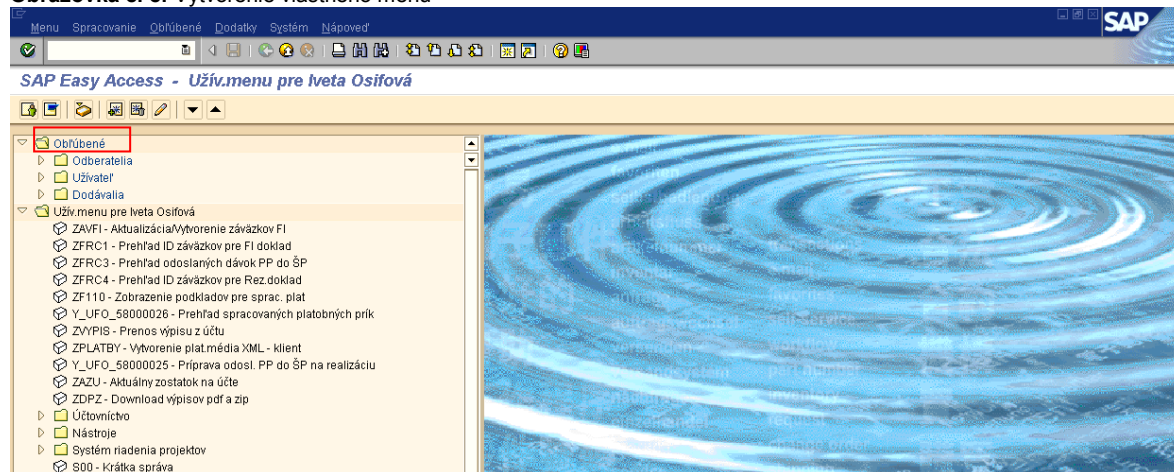 Menu Spracovanie Obľúbené Dodatky Systém Nápoveď
SAP
SAP Easy Access - Užív.menu pre Iveta Osifová
Obľúbené
Odberatelia
Užívateľ
Dodávalia
Užív.menu pre Iveta Osifová
ZAVFI - Aktualizácia/Vytvorenie záväzkov FI
ZFRC1 - Prehľad ID záväzkov pre FI doklad
ZFRC3 - Prehľad odoslaných dávok PP do ŠP
ZFRC4 - Prehľad ID záväzkov pre Rez.doklad
ZF110 - Zobrazenie podkladov pre sprac. plat
Y_UFO_58000026 - Prehľad spracovaných platobných prík
ZVYPIS - Prenos výpisu z účtu
ZPLATBY - Vytvorenie plat.média XML - klient
Y_UFO_58000025 - Príprava odosl. PP do ŠP na realizáciu
ZAZU - Aktuálny zostatok na účte
ZDPZ - Download výpisov pdf a zip
Účtovníctvo
Nástroje
Systém riadenia projektov
S00 - Krátka správa